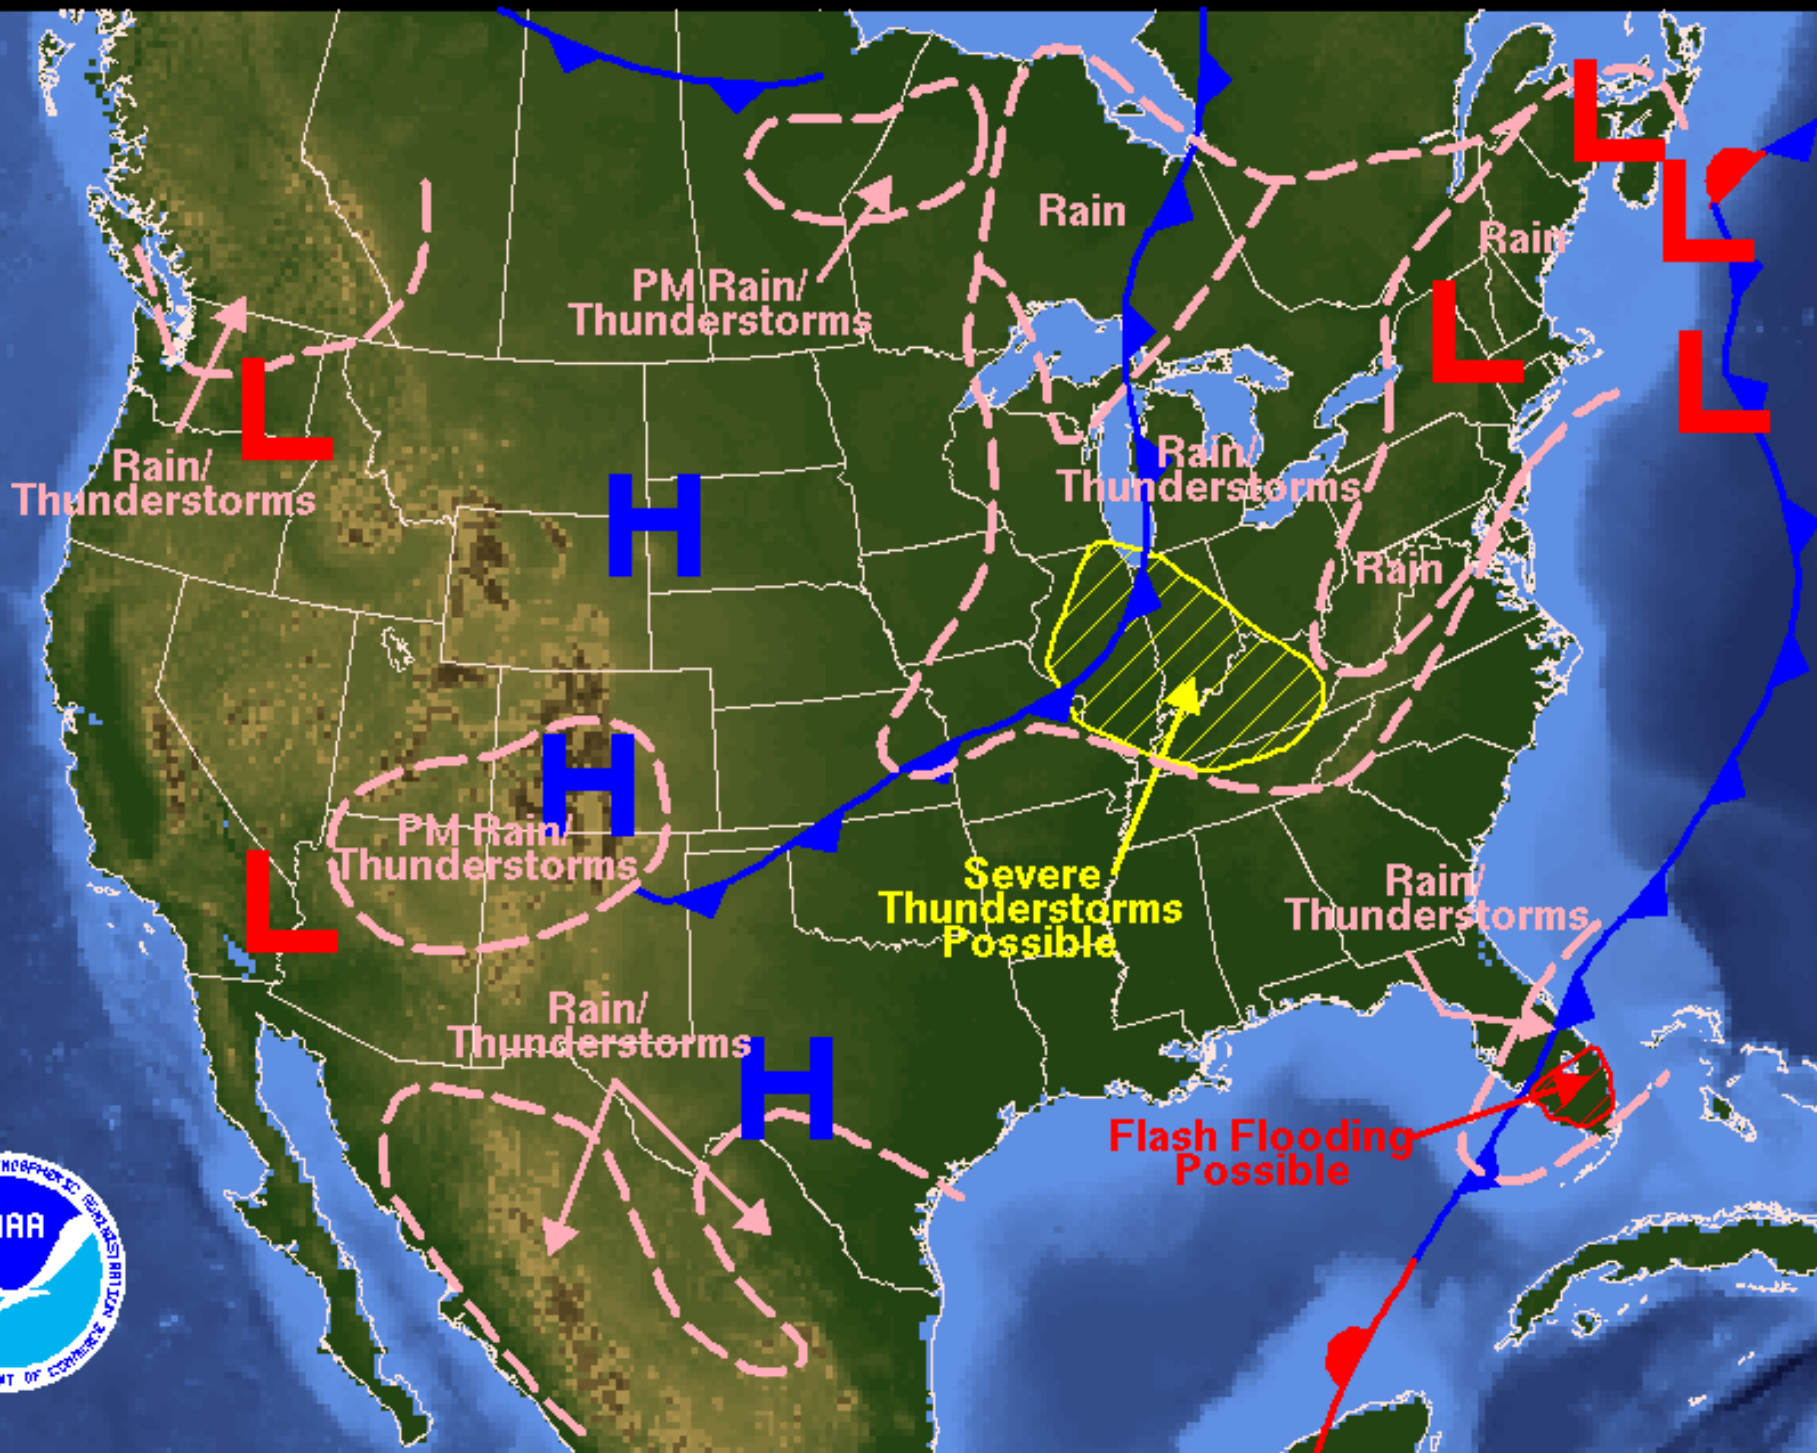 L
Rain
L
Rain
PM Rain/
Thunderstorms
L
L
L
Rain/
Thunderstorms
Rain/
Thunderstorms
H
Rain
H
PM Rain/
Thunderstorms
L
Severe
Thunderstorms
Possible
Rain/
Thunderstorms
Rain/
Thunderstorms
H
Flash Flooding
Possible